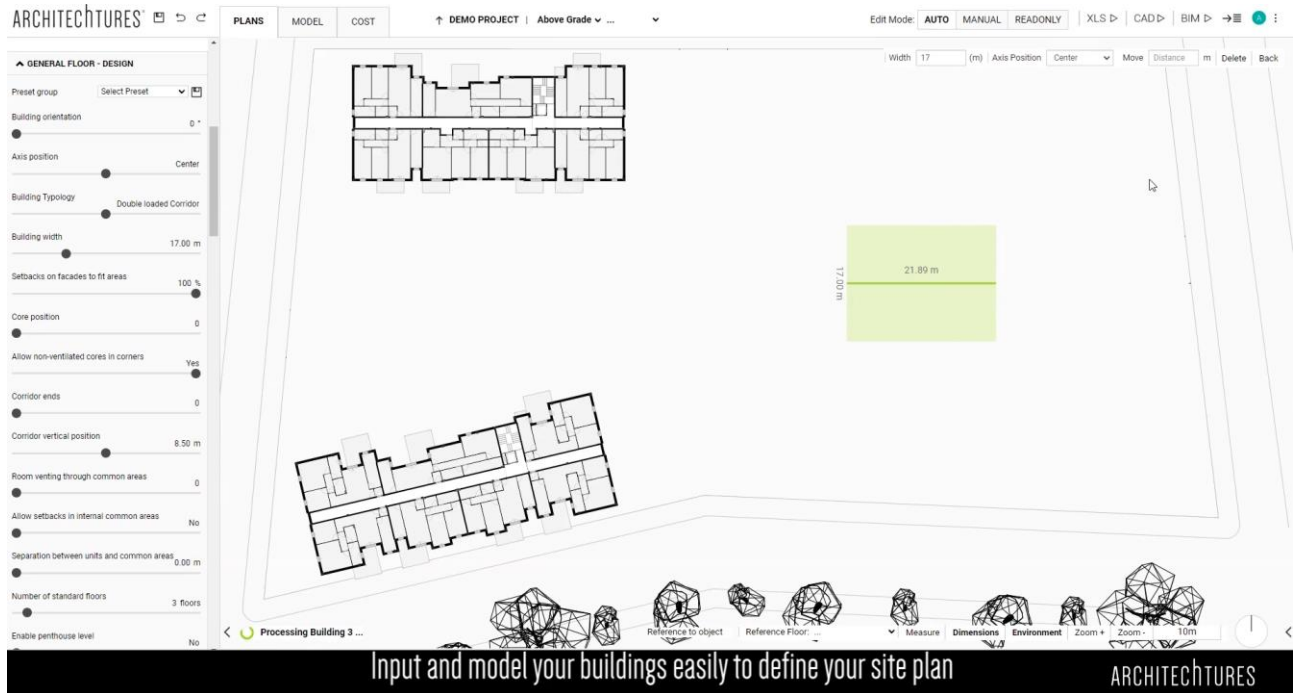 ARCHITEChTURES
PLANS MODEL COST
↑ DEMO PROJECT | Above Grade ...
Edit Mode: AUTO MANUAL READONLY XLS CAD BIM A
GENERAL FLOOR - DESIGN
Width 17 (m) Axis Position Center Move Distance m Delete Back
Preset group Select Preset
Building orientation 0 °
Axis position Center
Building Typology Double loaded Corridor
Building width 17.00 m
Setbacks on facades to fit areas 100 %
Core position 0
Allow non-ventilated cores in corners Yes
Corridor ends 0
Corridor vertical position 8.50 m
Room venting through common areas 0
Allow setbacks in internal common areas No
Separation between units and common areas 0.00 m
Number of standard floors 3 floors
Enable penthouse level No
21.89 m
17.00 m
Processing Building 3 ...
Reference to object Reference Floor: ... Measure Dimensions Environment Zoom + Zoom - 10m
Input and model your buildings easily to define your site plan
ARCHITEChTURES